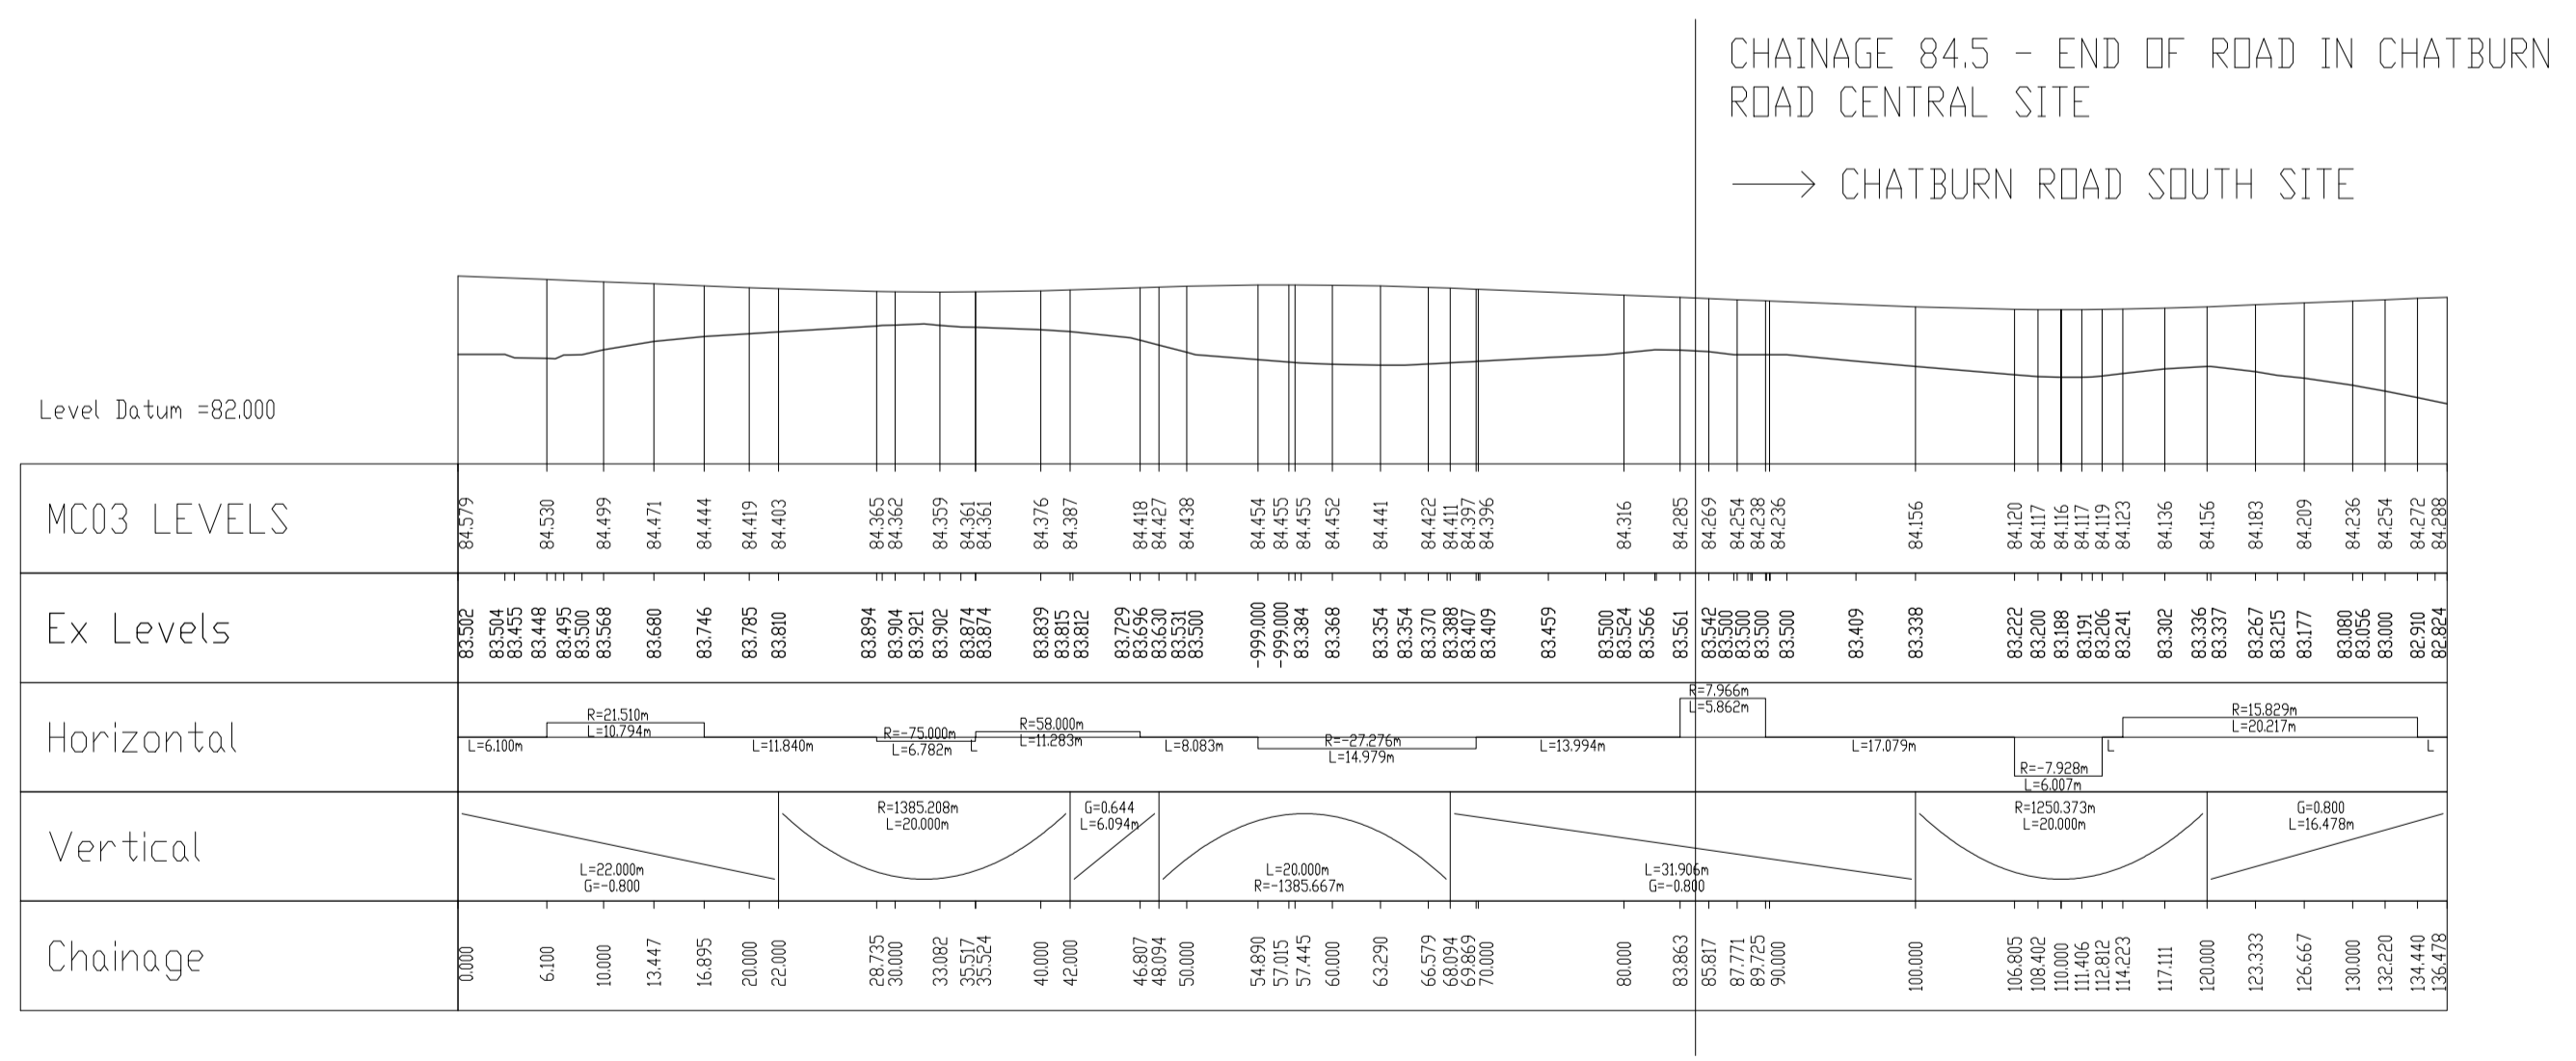 CHAINAGE 84.5 - END OF ROAD IN CHATBURN
ROAD CENTRAL SITE
CHATBURN ROAD SOUTH SITE
Level Datum =82.000
MC03 LEVELS
84.579 84.530 84.499 84.471 84.444 84.419 84.403 84.365 84.362 84.359 84.361 84.361 84.376 84.387 84.418 84.427 84.438 84.454 84.455 84.455 84.452 84.441 84.422 84.411 84.397 84.396 84.316 84.285 84.269 84.254 84.238 84.236 84.156 84.120 84.117 84.116 84.117 84.119 84.123 84.136 84.156 84.183 84.209 84.236 84.254 84.272 84.288
Ex Levels
83.502 83.504 83.455 83.448 83.495 83.500 83.568 83.680 83.746 83.785 83.810 83.894 83.904 83.921 83.902 83.874 83.874 83.839 83.815 83.812 83.729 83.696 83.630 83.531 83.500 -999.000 -999.000 83.384 83.368 83.354 83.354 83.370 83.388 83.407 83.409 83.459 83.500 83.524 83.566 83.561 83.542 83.500 83.500 83.500 83.500 83.409 83.338 83.222 83.200 83.188 83.191 83.206 83.241 83.302 83.336 83.337 83.267 83.215 83.177 83.080 83.056 83.000 82.910 82.824
Horizontal
L=6.100m
R=21.510m
L=10.794m
L=11.840m
R=-75.000m
L=6.782m
L
R=58.000m
L=11.283m
L=8.083m
R=-27.276m
L=14.979m
L=13.994m
R=7.966m
L=5.862m
L=17.079m
R=-7.928m
L=6.007m
L
R=15.829m
L=20.217m
L
Vertical
L=22.000m
G=-0.800
R=1385.208m
L=20.000m
G=0.644
L=6.094m
L=20.000m
R=-1385.667m
L=31.906m
G=-0.800
R=1250.373m
L=20.000m
G=0.800
L=16.478m
Chainage
0.000 6.100 10.000 13.447 16.895 20.000 22.000 28.735 30.000 33.082 35.517 35.524 40.000 42.000 46.807 48.094 50.000 54.890 57.015 57.445 60.000 63.290 66.579 68.094 69.869 70.000 80.000 83.863 85.817 87.771 89.725 90.000 100.000 106.805 108.402 110.000 111.406 112.812 114.223 117.111 120.000 123.333 126.667 130.000 132.220 134.440 136.478